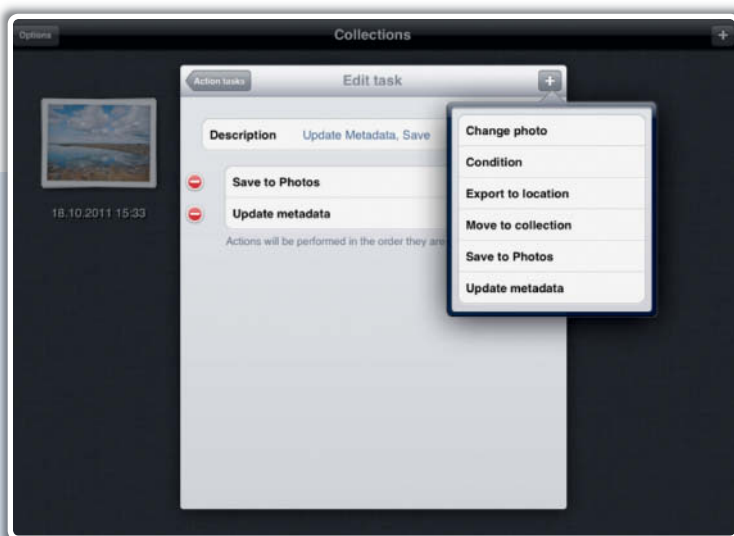 Options
Collections
+
Action tasks
Edit task
+
Description Update Metadata, Save
Save to Photos
Update metadata
Actions will be performed in the order they are
Change photo
Condition
Export to location
Move to collection
Save to Photos
Update metadata
18.10.2011 15:33